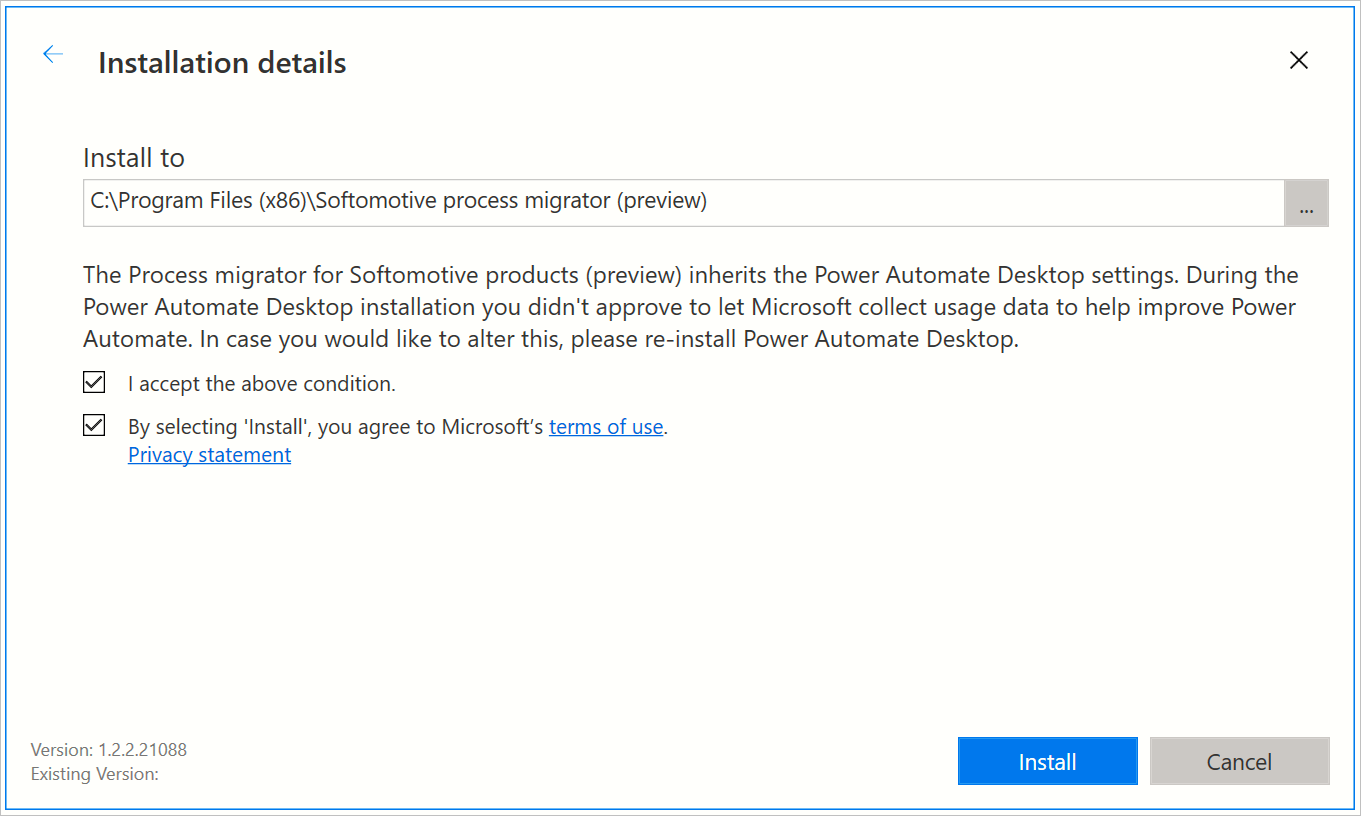 Installation details
Install to
C:\Program Files (x86)\Softomotive process migrator (preview)
...
The Process migrator for Softomotive products (preview) inherits the Power Automate Desktop settings. During the
Power Automate Desktop installation you didn't approve to let Microsoft collect usage data to help improve Power
Automate. In case you would like to alter this, please re-install Power Automate Desktop.
I accept the above condition.
By selecting 'Install', you agree to Microsoft‘s terms of use.
Privacy statement
Version: 1.2.2.21088
Existing Version:
Install
Cancel